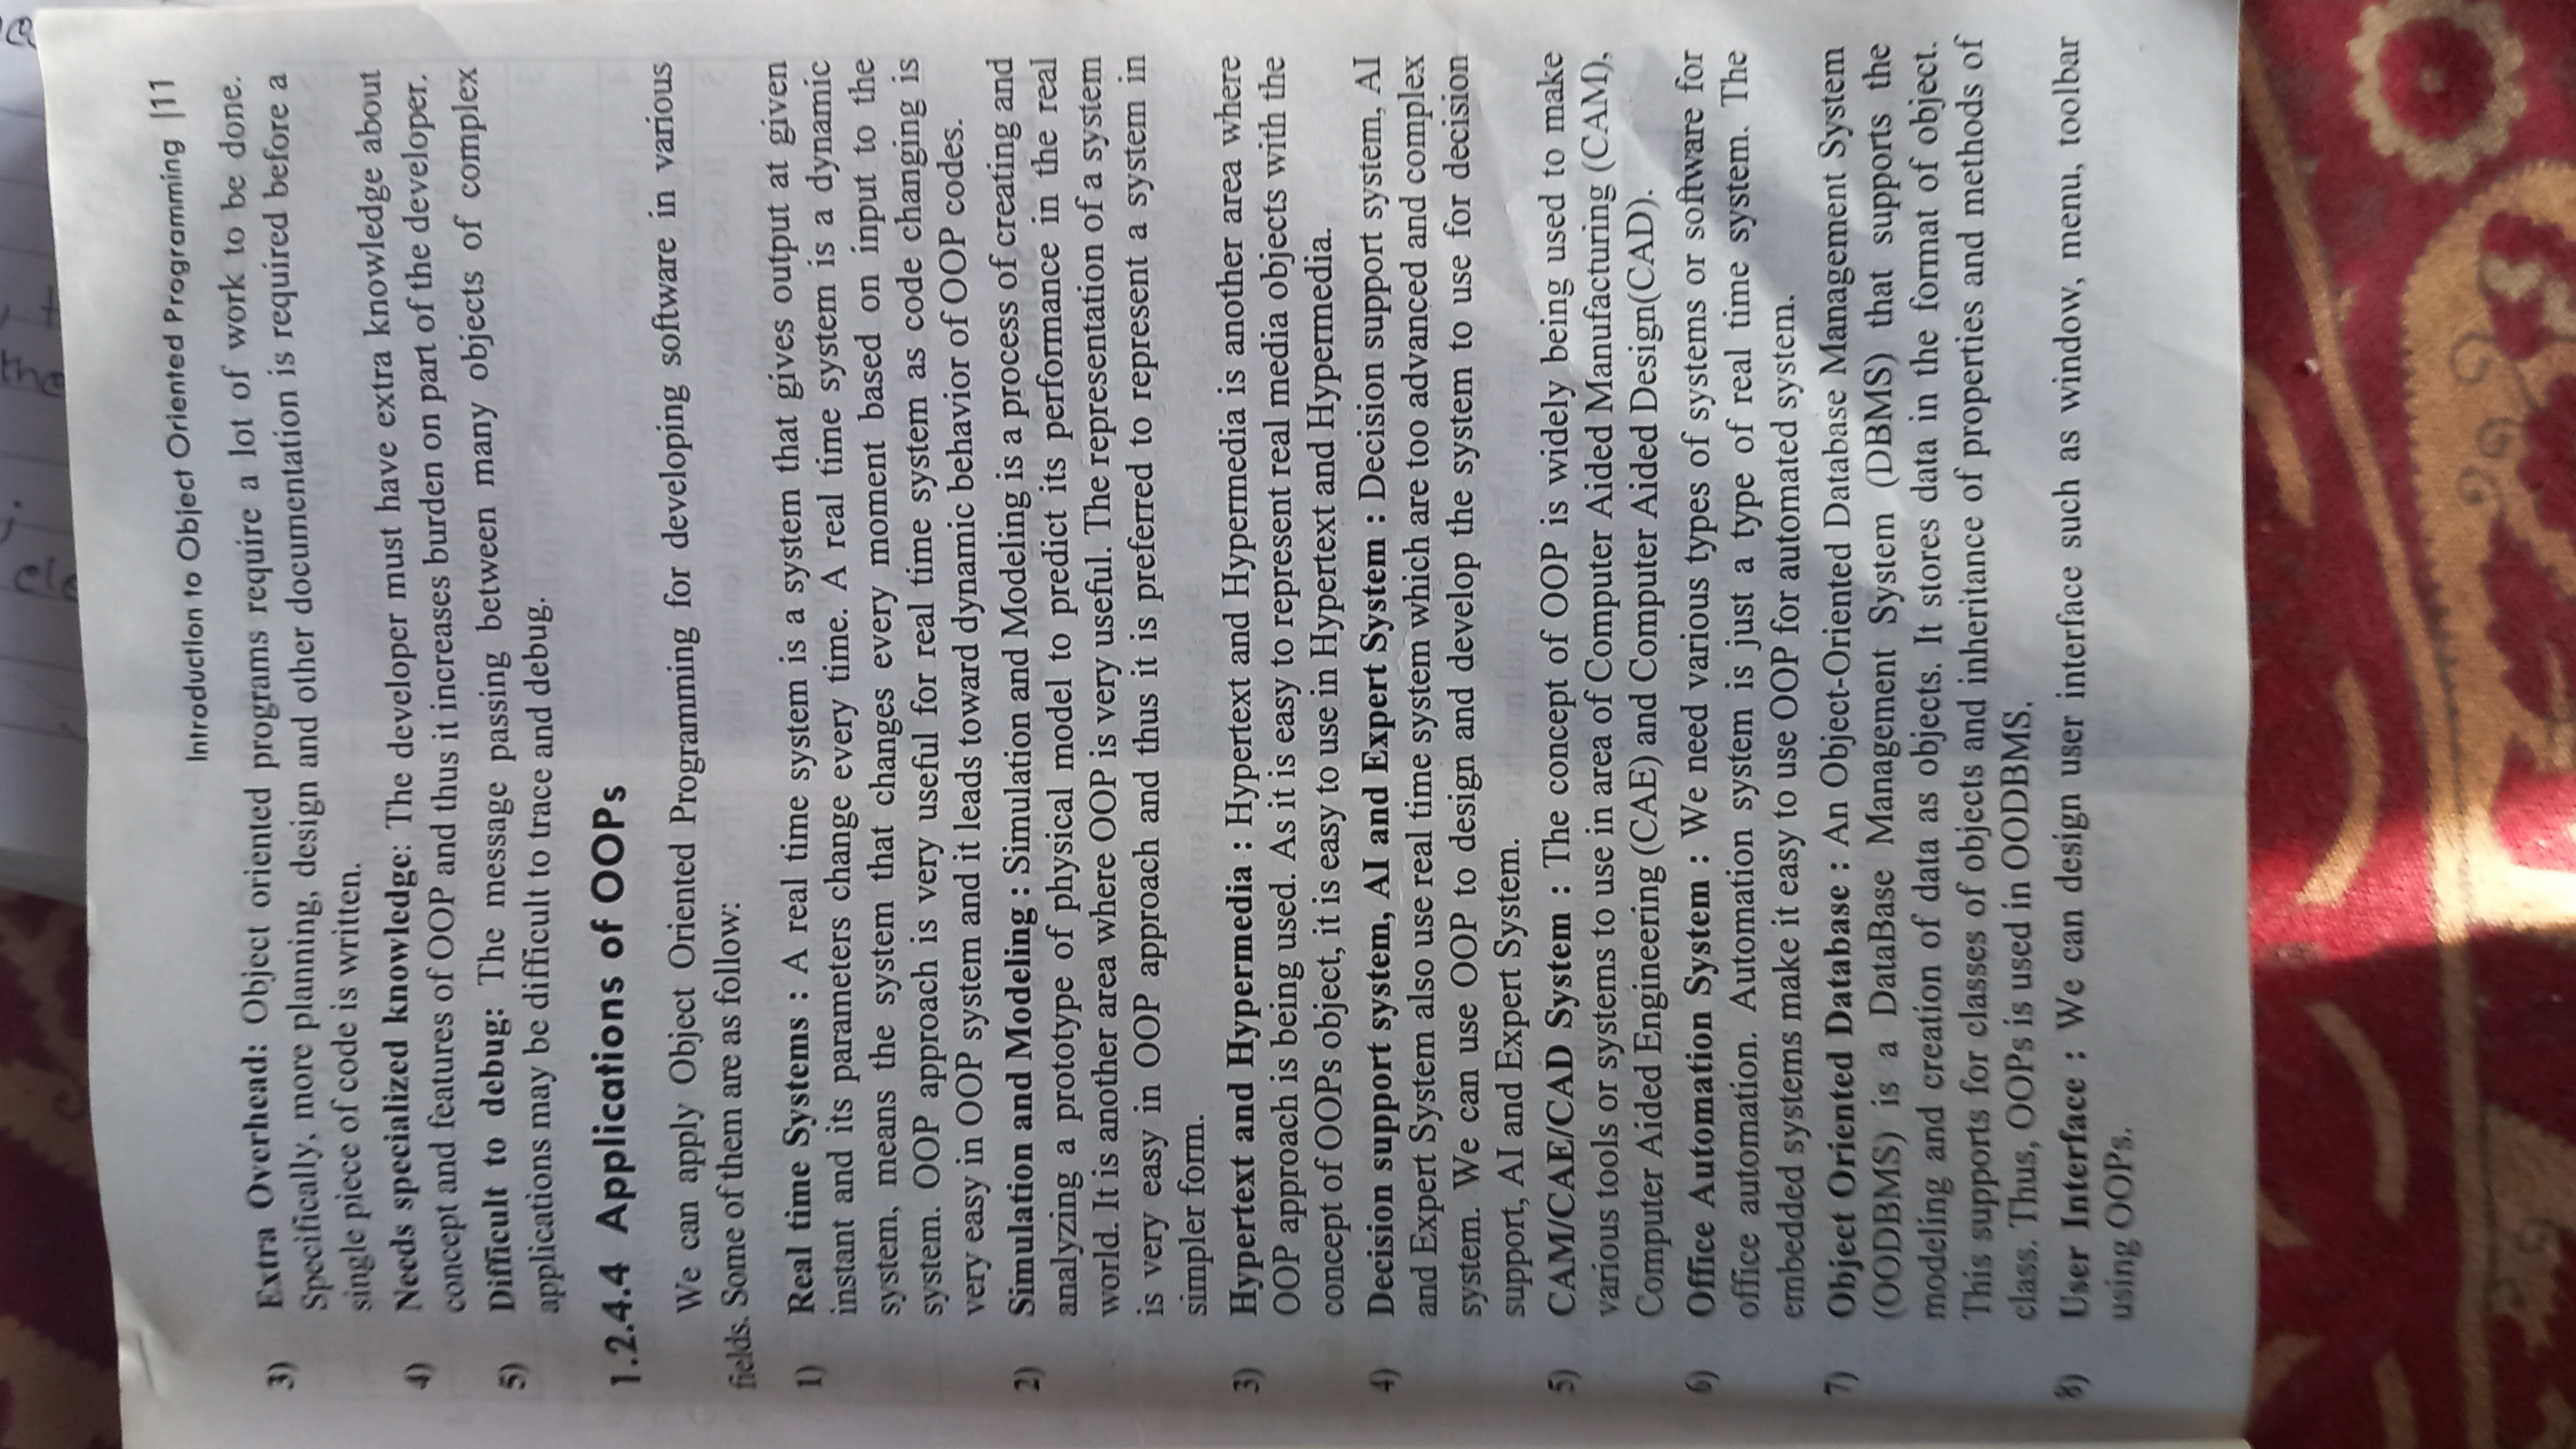 cle
the
Introduction to Object Oriented Programming |11
3) Extra Overhead: Object oriented programs require a lot of work to be done.
Specifically, more planning, design and other documentation is required before a
single piece of code is written.
4) Needs specialized knowledge: The developer must have extra knowledge about
concept and features of OOP and thus it increases burden on part of the developer.
5) Difficult to debug: The message passing between many objects of complex
applications may be difficult to trace and debug.
1.2.4.4 Applications of OOPs
We can apply Object Oriented Programming for developing software in various
fields. Some of them are as follow:
1) Real time Systems : A real time system is a system that gives output at given
instant and its parameters change every time. A real time system is a dynamic
system, means the system that changes every moment based on input to the
system. OOP approach is very useful for real time system as code changing is
very easy in OOP system and it leads toward dynamic behavior of OOP codes.
2) Simulation and Modeling : Simulation and Modeling is a process of creating and
analyzing a prototype of physical model to predict its performance in the real
world. It is another area where OOP is very useful. The representation of a system
is very easy in OOP approach and thus it is preferred to represent a system in
simpler form.
3) Hypertext and Hypermedia : Hypertext and Hypermedia is another area where
OOP approach is being used. As it is easy to represent real media objects with the
concept of OOPs object, it is easy to use in Hypertext and Hypermedia.
4) Decision support system, AI and Expert System : Decision support system, AI
and Expert System also use real time system which are too advanced and complex
system. We can use OOP to design and develop the system to use for decision
support, AI and Expert System.
5) CAM/CAE/CAD System : The concept of OOP is widely being used to make
various tools or systems to use in area of Computer Aided Manufacturing (CAM),
Computer Aided Engineering (CAE) and Computer Aided Design(CAD).
6) Office Automation System : We need various types of systems or software for
office automation. Automation system is just a type of real time system. The
embedded systems make it easy to use OOP for automated system.
7) Object Oriented Database : An Object-Oriented Database Management System
(OODBMS) is a DataBase Management System (DBMS) that supports the
modeling and creation of data as objects. It stores data in the format of object.
This supports for classes of objects and inheritance of properties and methods of
class. Thus, OOPs is used in OODBMS.
8) User Interface : We can design user interface such as window, menu, toolbar
using OOPs.